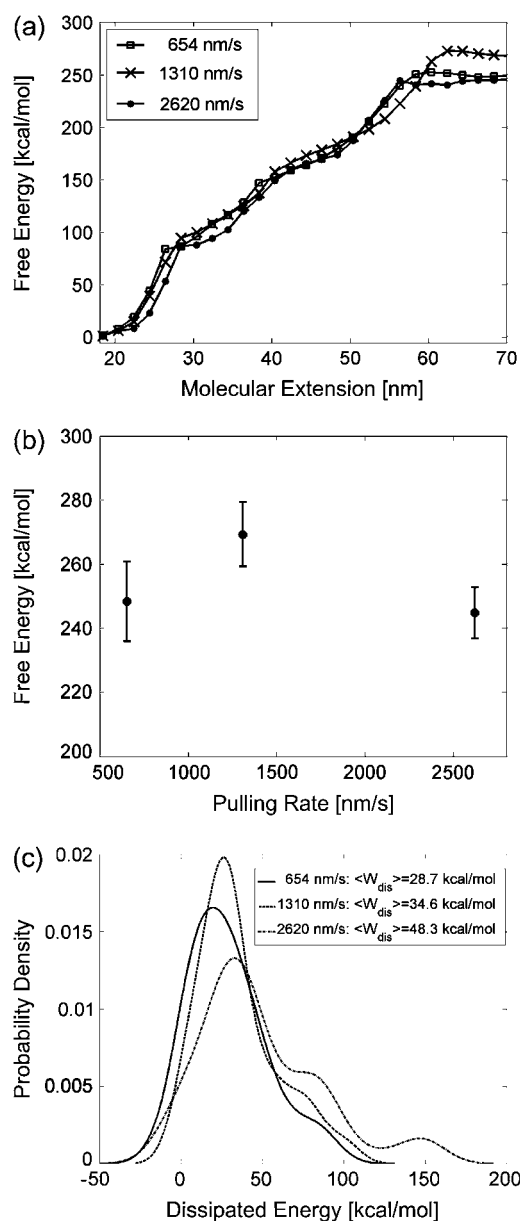 (a)
654 nm/s
1310 nm/s
2620 nm/s
Free Energy [kcal/mol]
300
250
200
150
100
50
0
20 30 40 50 60 70
Molecular Extension [nm]
(b)
Free Energy [kcal/mol]
300
280
260
240
220
200
500 1000 1500 2000 2500
Pulling Rate [nm/s]
(c)
654 nm/s: <W_dis>=28.7 kcal/mol
1310 nm/s: <W_dis>=34.6 kcal/mol
2620 nm/s: <W_dis>=48.3 kcal/mol
Probability Density
0.02
0.015
0.01
0.005
0
-50 0 50 100 150 200
Dissipated Energy [kcal/mol]